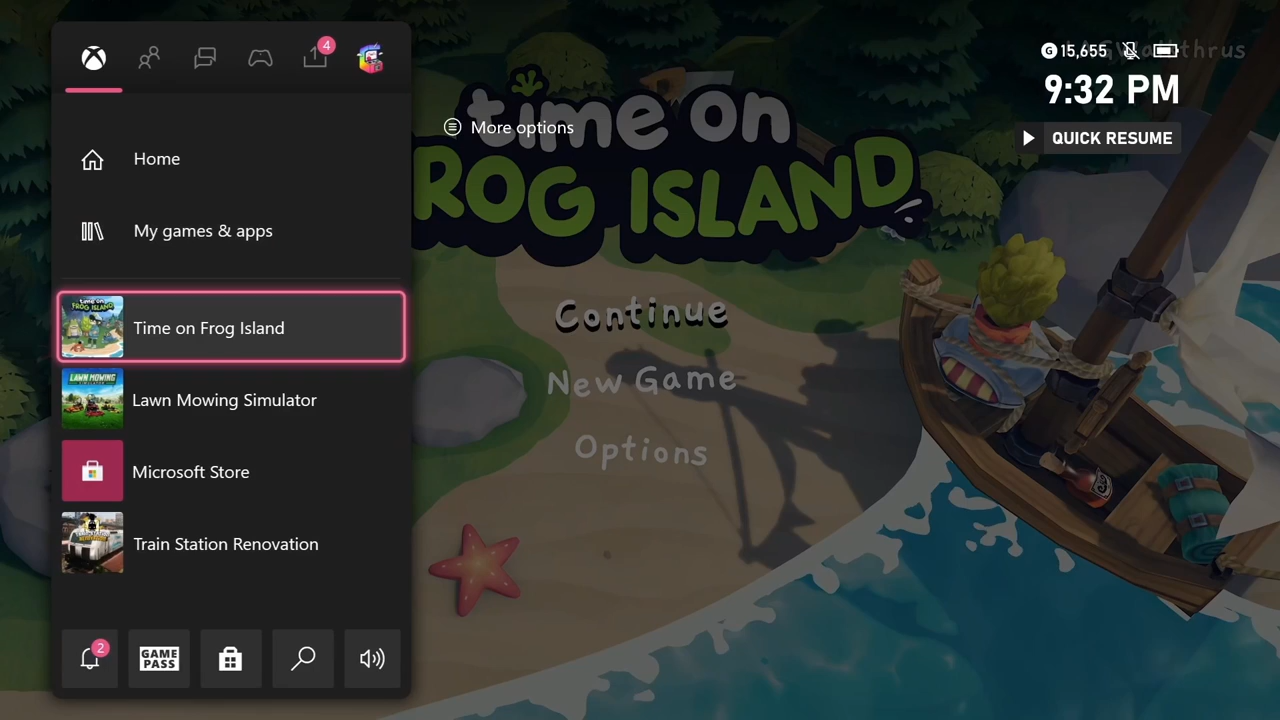 4
15,655
9:32 PM
QUICK RESUME
More options
time on
FROG ISLAND
Home
My games & apps
Time on Frog Island
Lawn Mowing Simulator
Microsoft Store
Train Station Renovation
Continue
New Game
Options
2
GAME
PASS